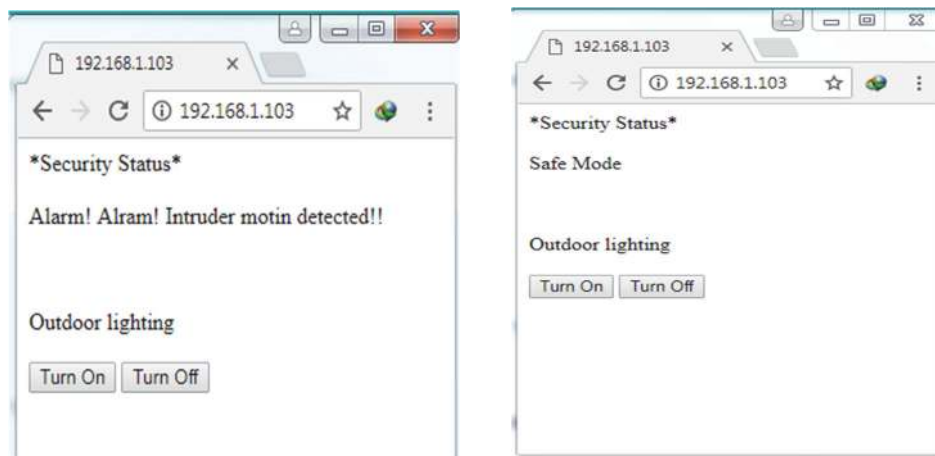 192.168.1.103
192.168.1.103
*Security Status*
Alarm! Alram! Intruder motin detected!!
Outdoor lighting
Turn On Turn Off
192.168.1.103
192.168.1.103
*Security Status*
Safe Mode
Outdoor lighting
Turn On Turn Off